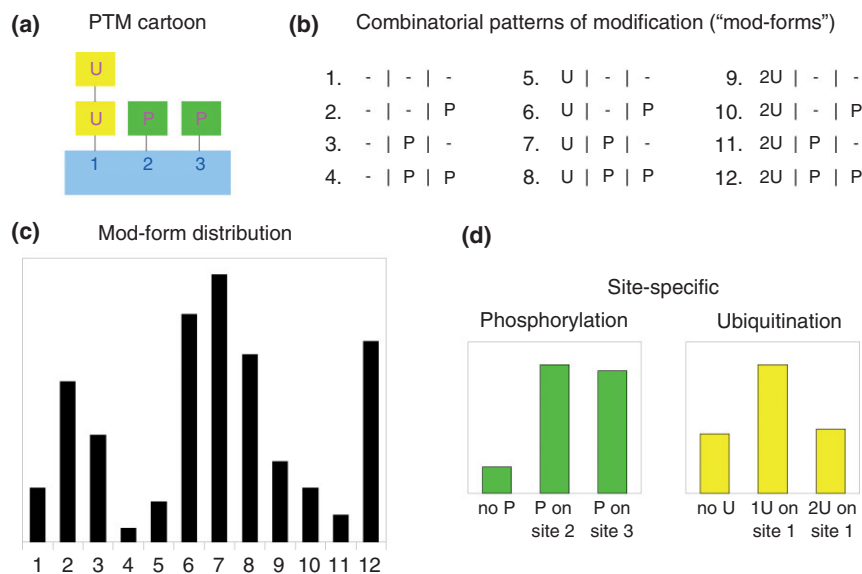 (a) PTM cartoon
U
U P P
1 2 3
(b) Combinatorial patterns of modification (“mod-forms”)
1. - | - | - 5. U | - | - 9. 2U | - | -
2. - | - | P 6. U | - | P 10. 2U | - | P
3. - | P | - 7. U | P | - 11. 2U | P | -
4. - | P | P 8. U | P | P 12. 2U | P | P
(c) Mod-form distribution
1 2 3 4 5 6 7 8 9 10 11 12
(d)
Site-specific
Phosphorylation
no P P on site 2 P on site 3
Ubiquitination
no U 1U on site 1 2U on site 1